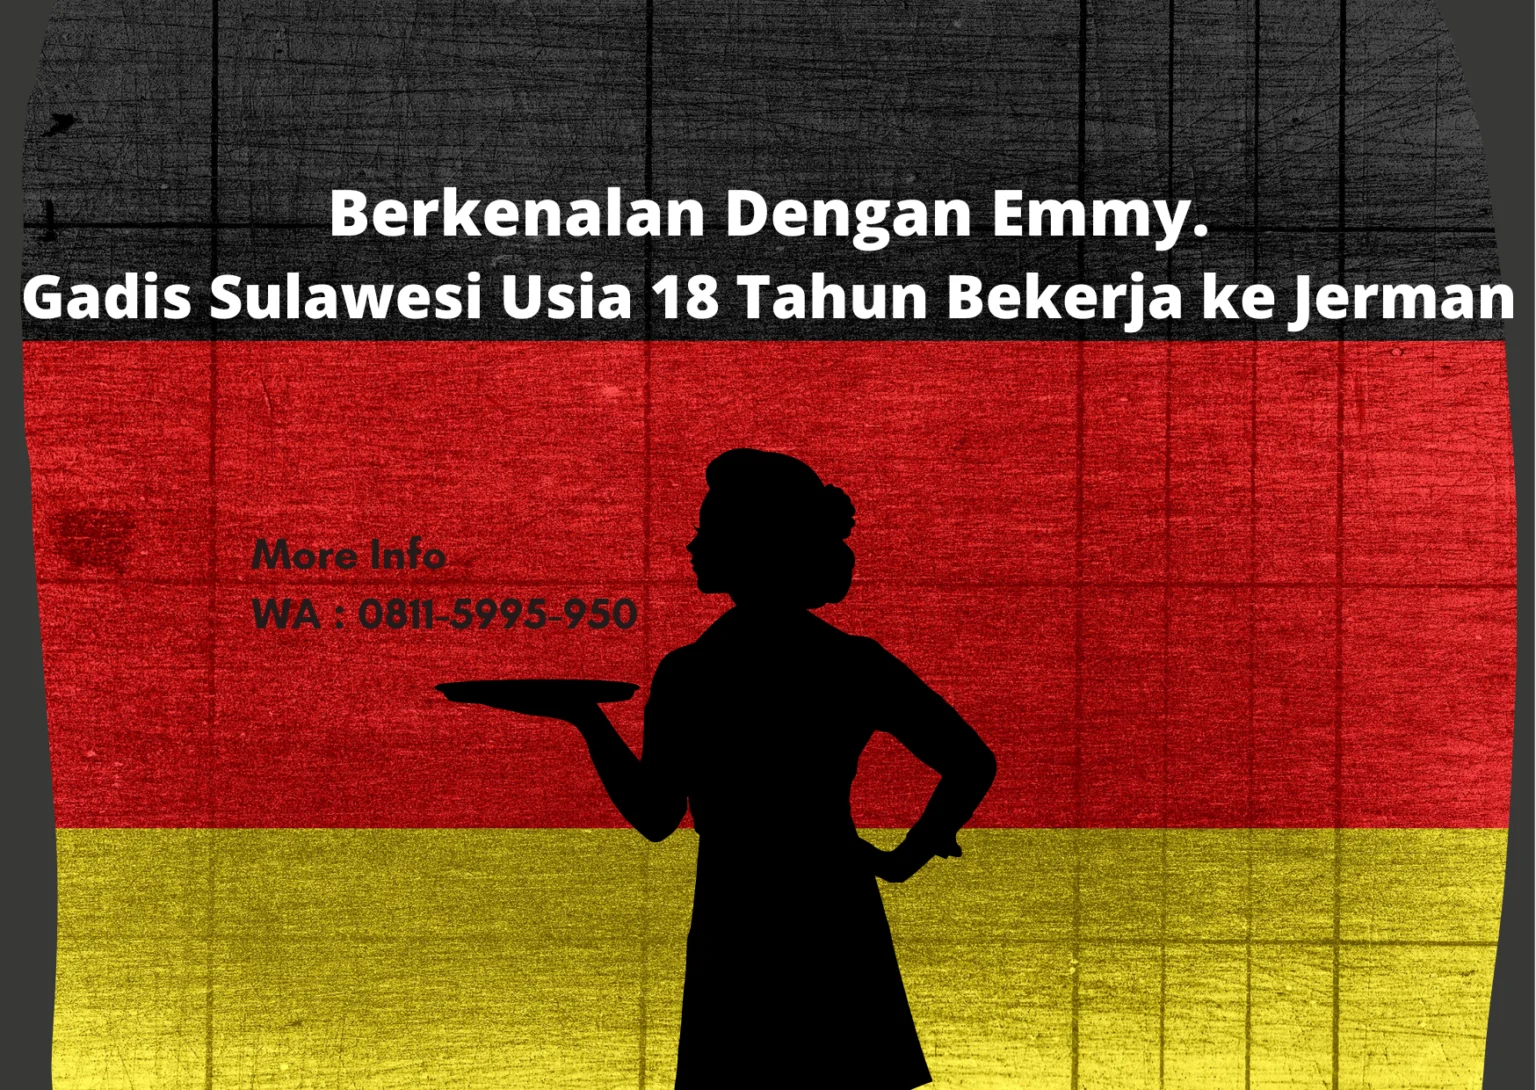 Berkenalan Dengan Emmy.
Gadis Sulawesi Usia 18 Tahun Bekerja ke Jerman
More Info
WA : 0811-5995-950